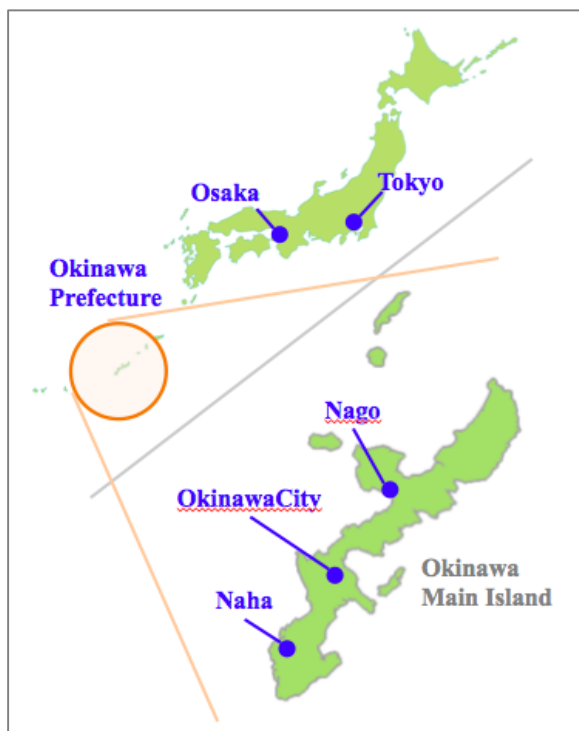 Osaka
Tokyo
Okinawa
Prefecture
Nago
OkinawaCity
Okinawa
Main Island
Naha